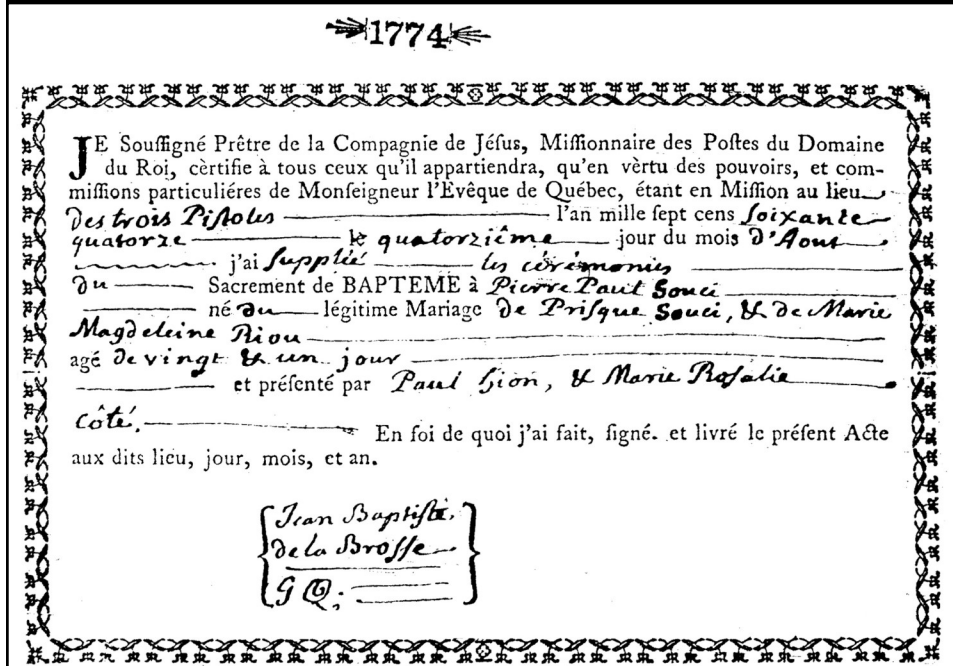 1774
JE Souſſigné Prêtre de la Compagnie de Jéſus, Miſſionnaire des Poſtes du Domaine
du Roi, cèrtifie à tous ceux qu'il appartiendra, qu'en vèrtu des pouvoirs, et com-
miſſions particuliéres de Monſeigneur l'Evêque de Québec, étant en Miſſion au lieu
des trois Piſtoles l'an mille ſept cens ſoixante
quatorze le quatorziême jour du mois d'Aout
j'ai ſupplié les cérémonies
du Sacrement de BAPTEME à Pierre Paul Souci
né du légitime Mariage de Priſque Souci, & de Marie
Magdeleine Riou
agé de vingt & un jour
et préſenté par Paul, & Marie Roſalie
côté. En foi de quoi j'ai fait, ſigné. et livré le préſent Acte
aux dits lieu, jour, mois, et an.
Jean Baptiſte
de la Broſſe